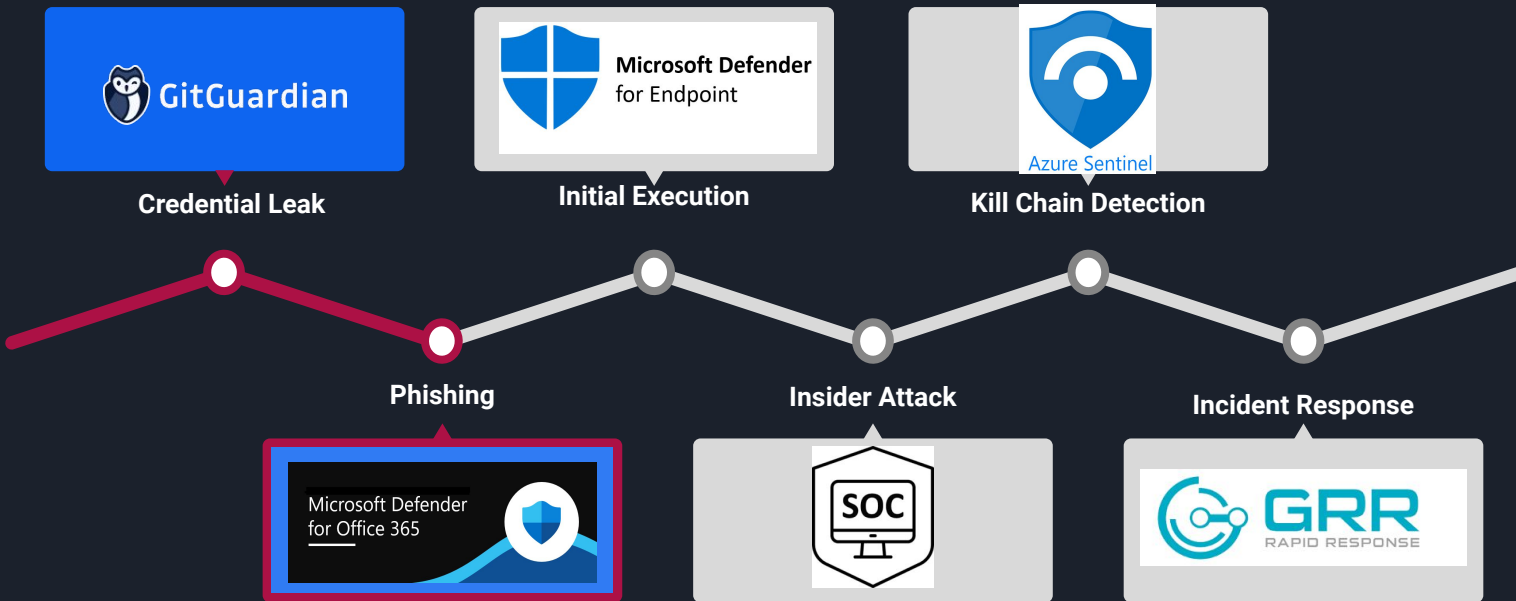 GitGuardian
Credential Leak
Microsoft Defender
for Endpoint
Initial Execution
Azure Sentinel
Kill Chain Detection
Phishing
Microsoft Defender
for Office 365
Insider Attack
SOC
Incident Response
GRR
RAPID RESPONSE